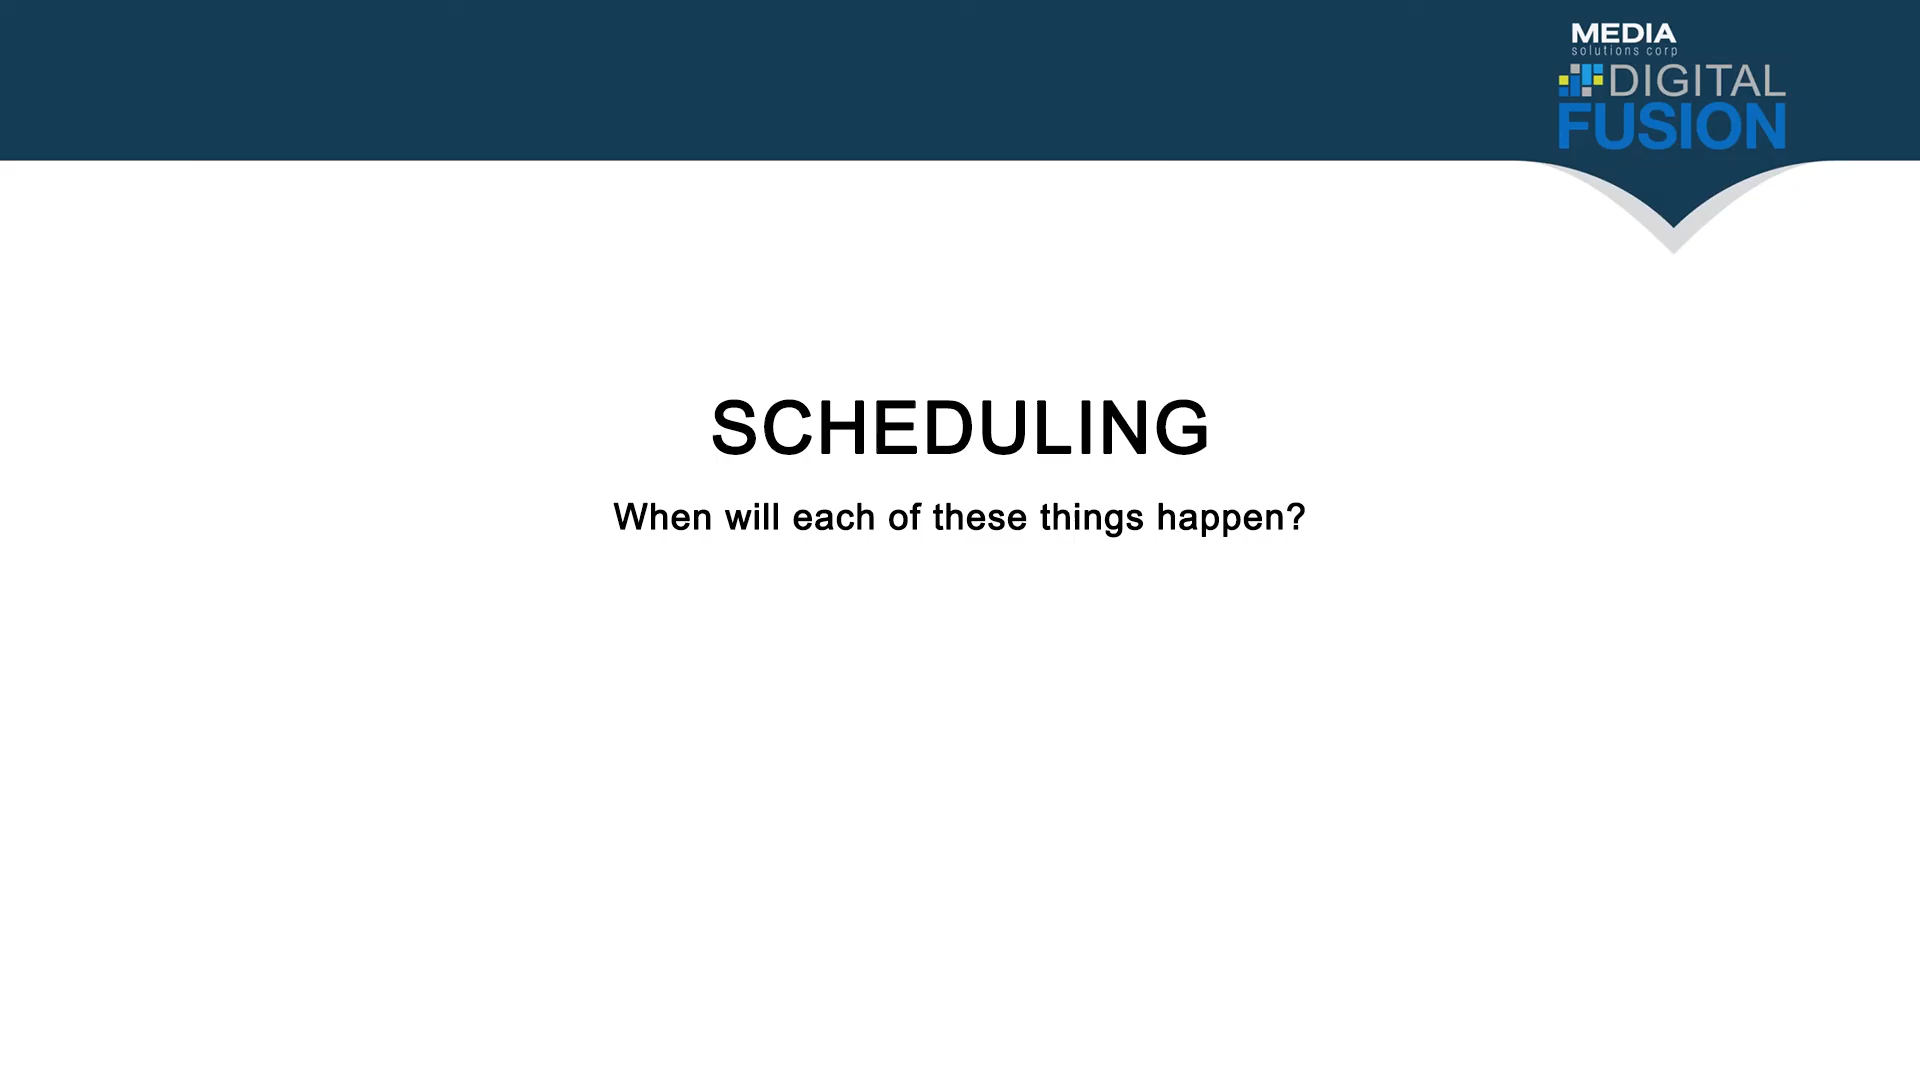 MEDIA
solutions corp
DIGITAL
FUSION
SCHEDULING
When will each of these things happen?